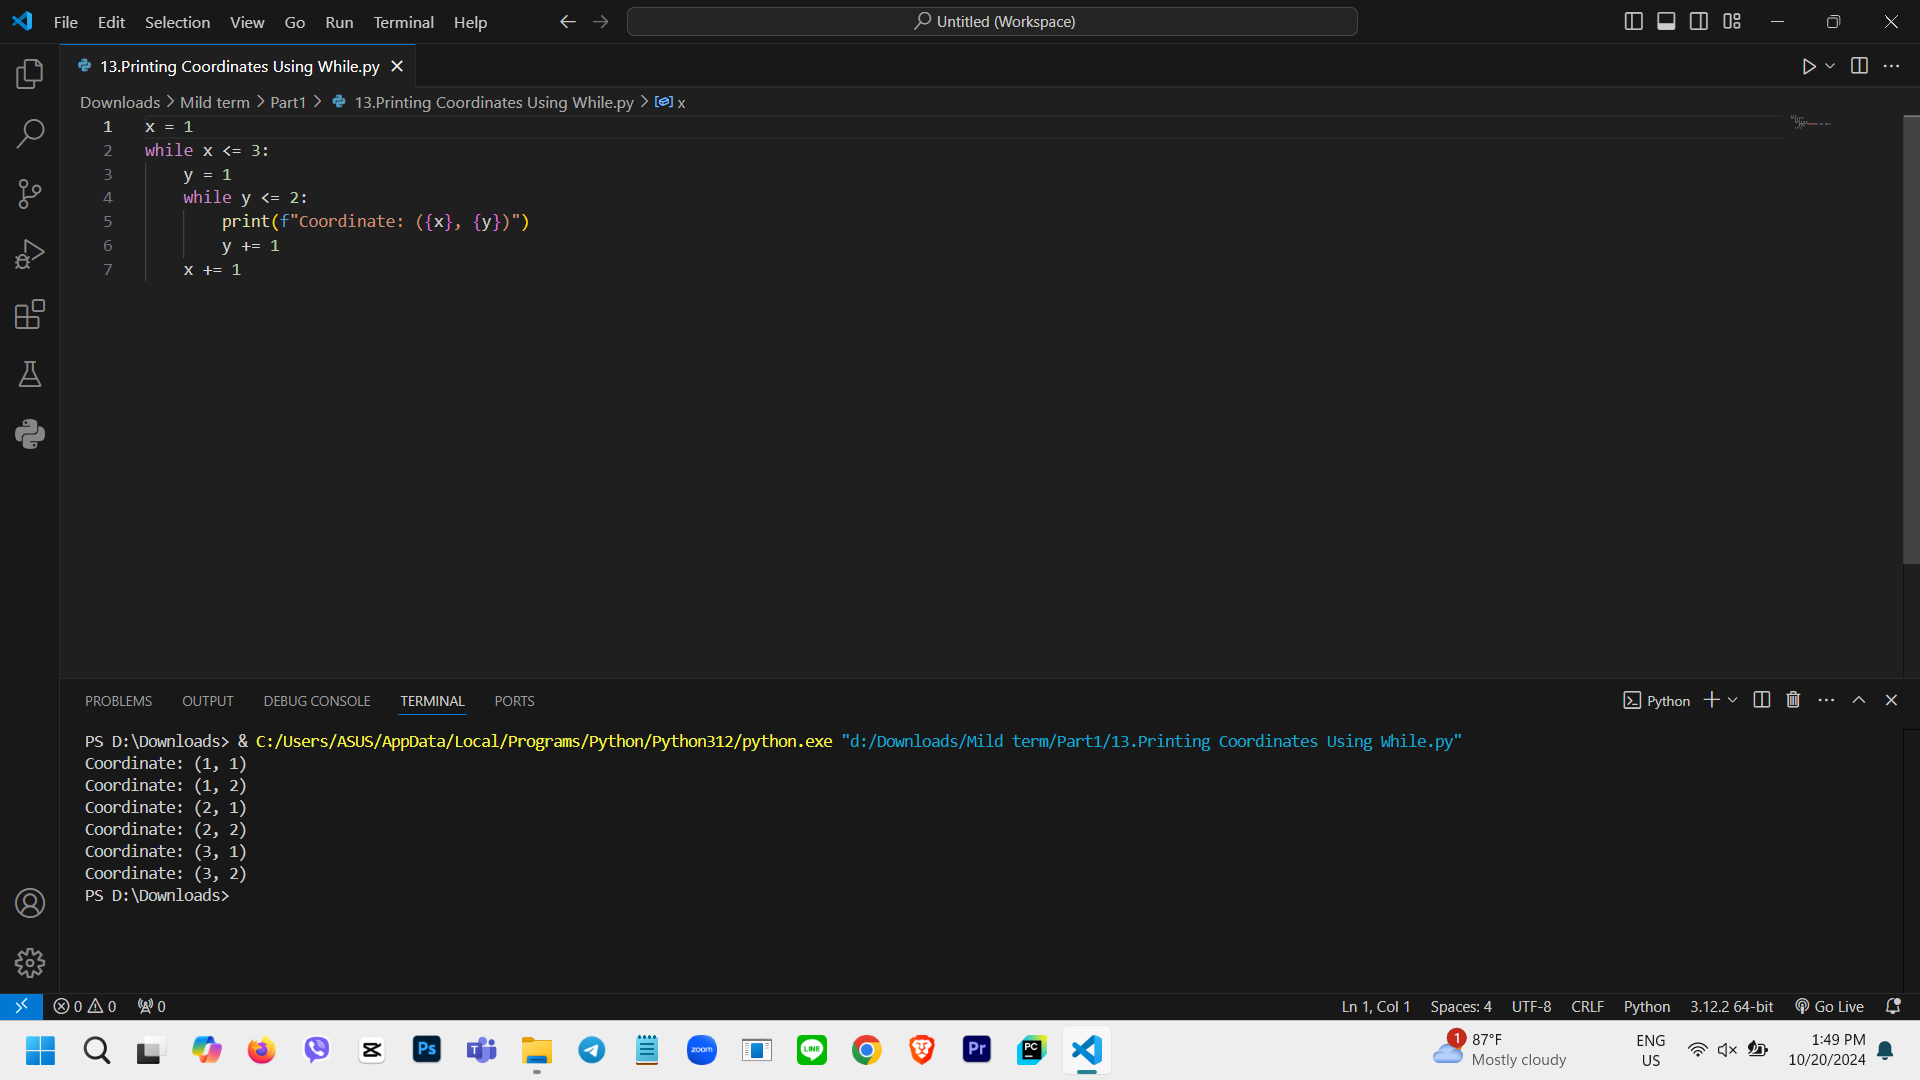 File Edit Selection View Go Run Terminal Help
Untitled (Workspace)
13.Printing Coordinates Using While.py
Downloads > Mild term > Part1 > 13.Printing Coordinates Using While.py > x
1 x = 1
2 while x <= 3:
3     y = 1
4     while y <= 2:
5         print(f"Coordinate: ({x}, {y})")
6         y += 1
7     x += 1
PROBLEMS OUTPUT DEBUG CONSOLE TERMINAL PORTS
Python
PS D:\Downloads> & C:/Users/ASUS/AppData/Local/Programs/Python/Python312/python.exe "d:/Downloads/Mild term/Part1/13.Printing Coordinates Using While.py"
Coordinate: (1, 1)
Coordinate: (1, 2)
Coordinate: (2, 1)
Coordinate: (2, 2)
Coordinate: (3, 1)
Coordinate: (3, 2)
PS D:\Downloads>
0 0 0
Ln 1, Col 1 Spaces: 4 UTF-8 CRLF Python 3.12.2 64-bit Go Live
Ps
T
zoom
LINE
Pr
PC
1
87°F
Mostly cloudy
ENG
US
1:49 PM
10/20/2024